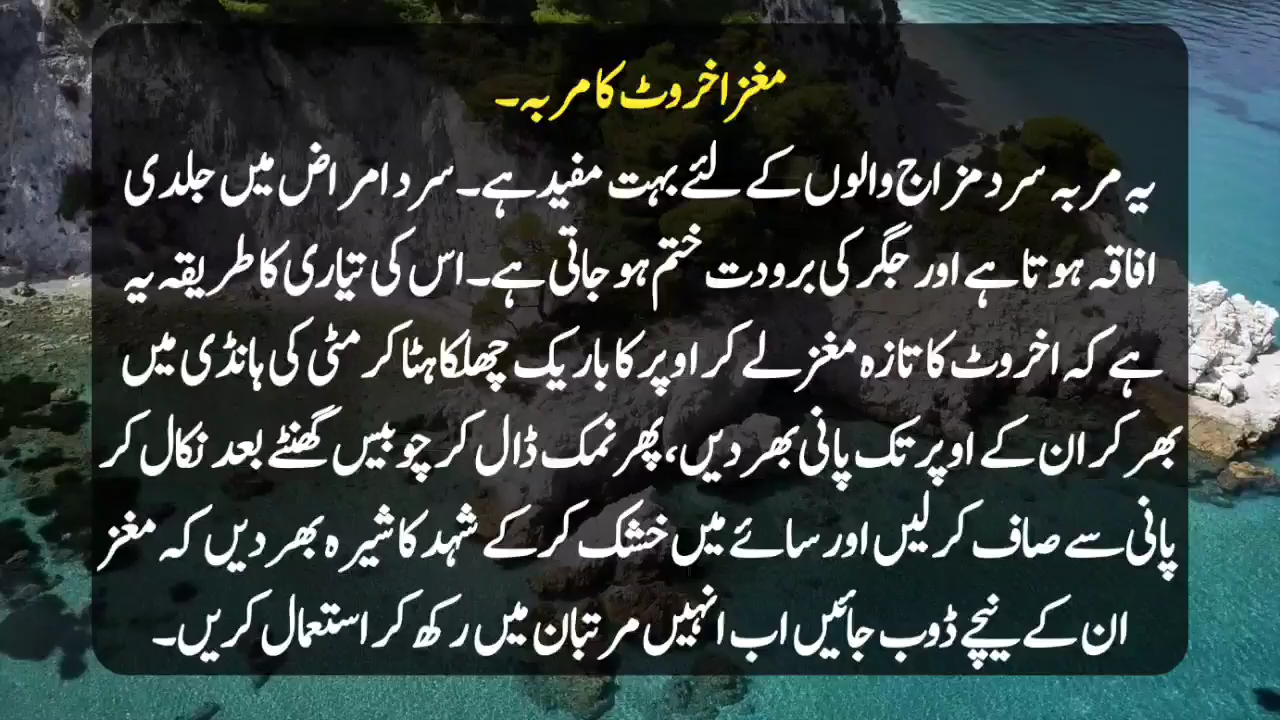 مغز اخروٹ کا مربہ۔
یہ مربہ سرد مزاج والوں کے لئے بہت مفید ہے۔ سرد امراض میں جلدی
افاقہ ہوتا ہے اور جگر کی برودت ختم ہو جاتی ہے۔ اس کی تیاری کا طریقہ یہ
ہے کہ اخروٹ کا تازہ مغز لے کر اوپر کا باریک چھلکا ہٹا کر مٹی کی ہانڈی میں
بھر کر ان کے اوپر تک پانی بھر دیں، پھر نمک ڈال کر چوبیس گھنٹے بعد نکال کر
پانی سے صاف کر لیں اور سائے میں خشک کر کے شہد کا شیرہ بھر دیں کہ مغز
ان کے نیچے ڈوب جائیں اب انہیں مرتبان میں رکھ کر استعمال کریں۔